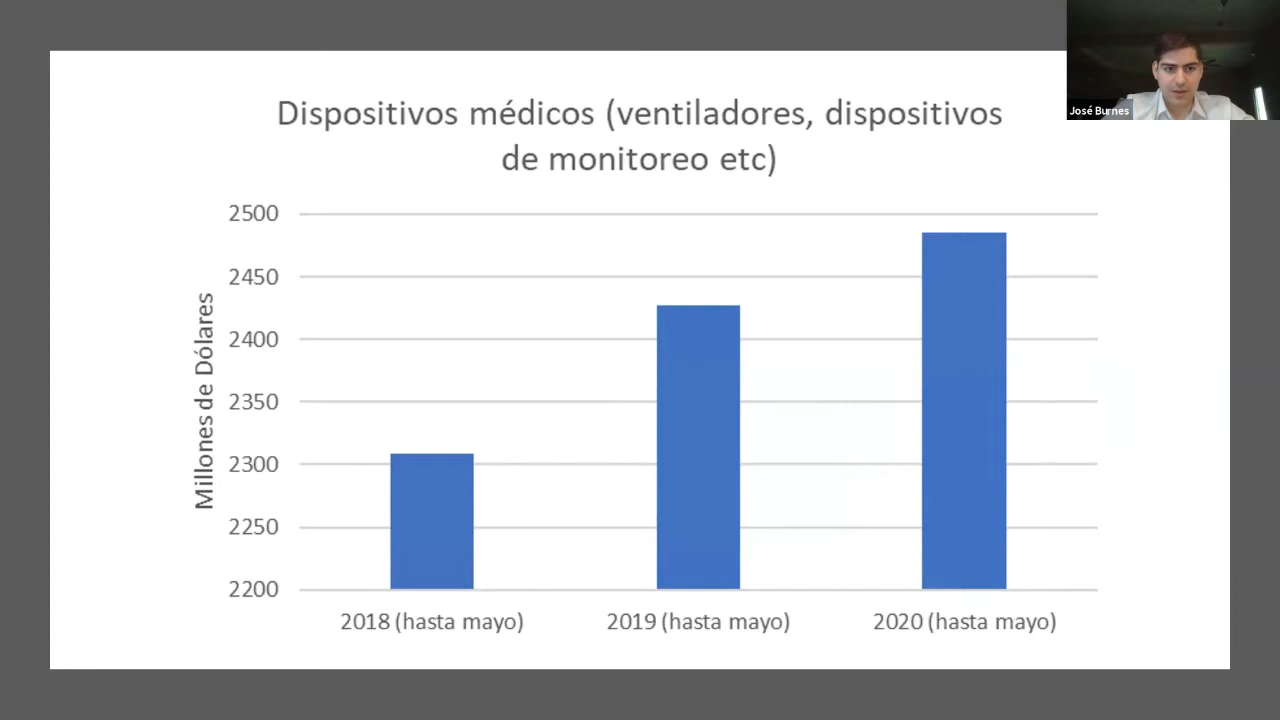 José Burnes
Dispositivos médicos (ventiladores, dispositivos
de monitoreo etc)
Millones de Dólares
2500
2450
2400
2350
2300
2250
2200
2018 (hasta mayo)
2019 (hasta mayo)
2020 (hasta mayo)